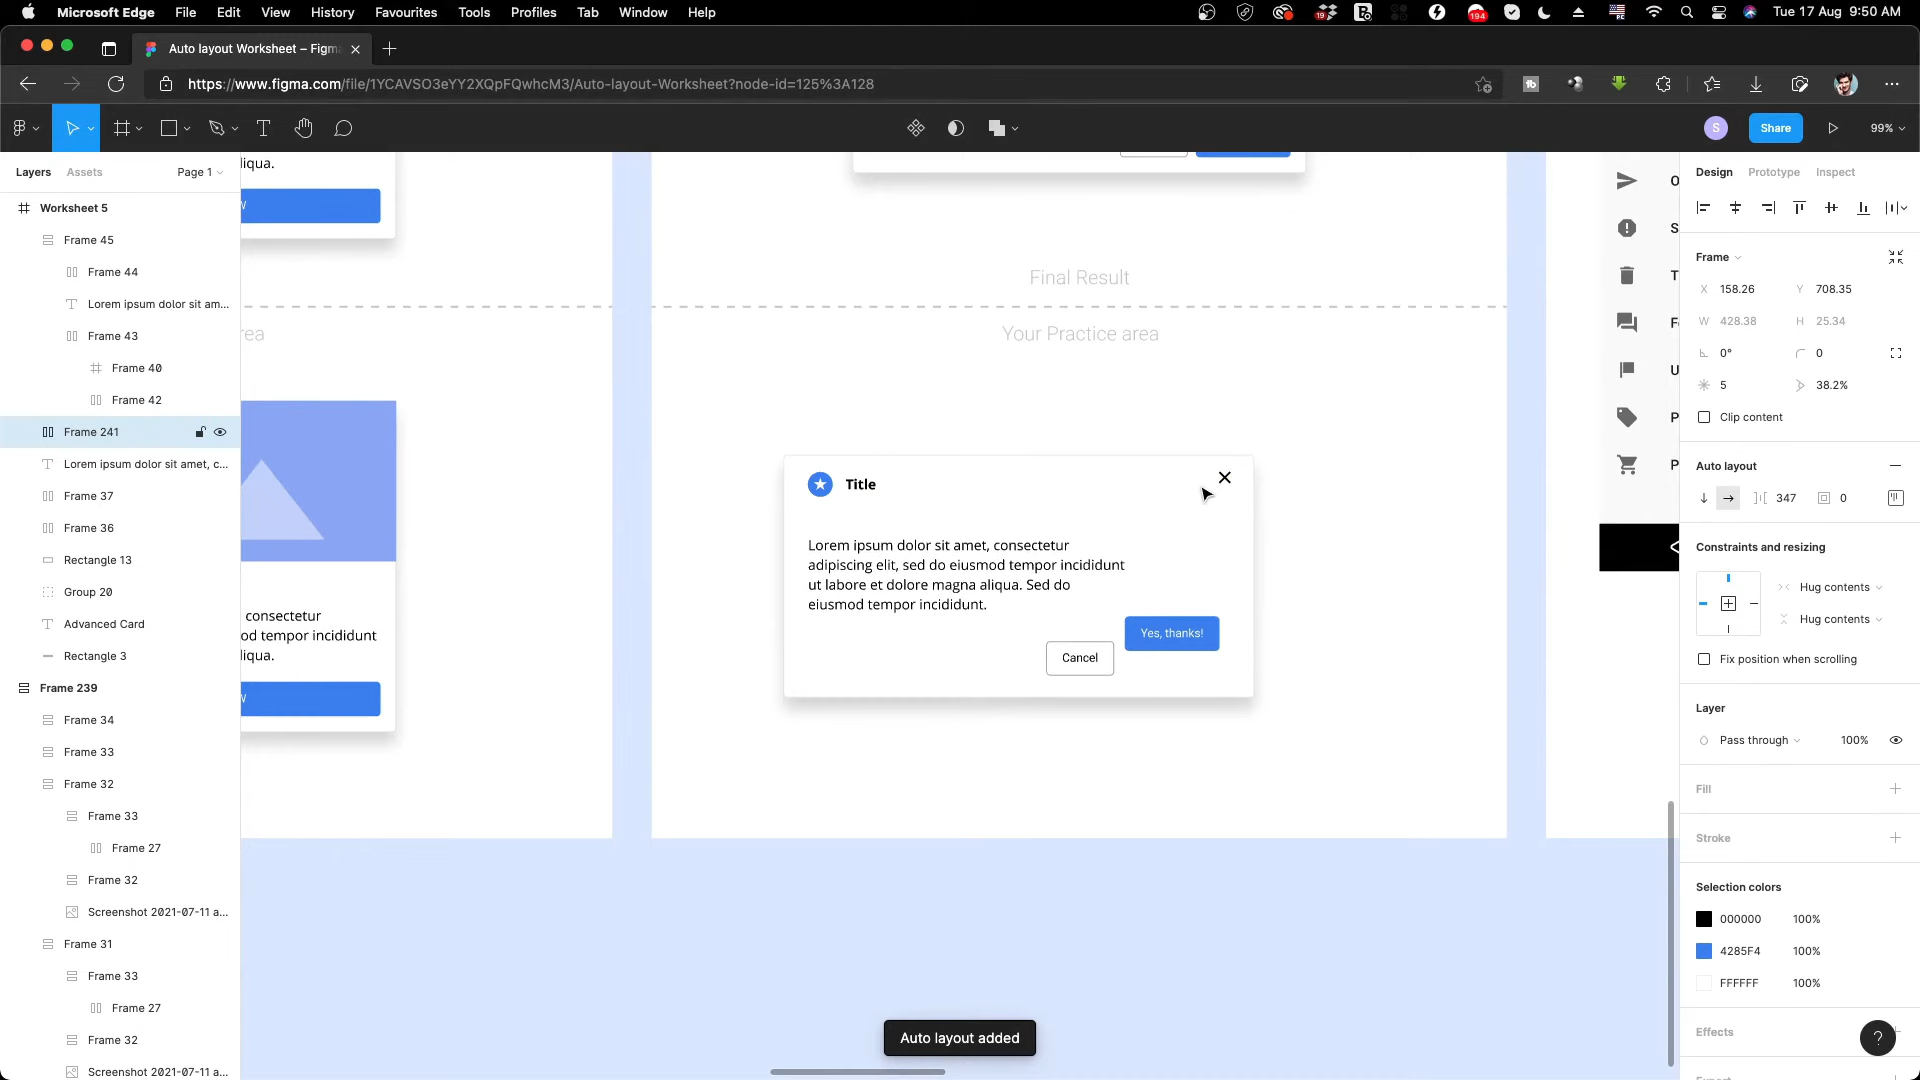 Microsoft Edge File Edit View History Favourites Tools Profiles Tab Window Help
19
194
Tue 17 Aug 9:50 AM
Auto layout Worksheet – Figma
https://www.figma.com/file/1YCAVSO3eYY2XQpFQwhcM3/Auto-layout-Worksheet?node-id=125%3A128
S
Share
99%
Layers Assets Page 1
Worksheet 5
Frame 45
Frame 44
Lorem ipsum dolor sit am...
Frame 43
Frame 40
Frame 42
Frame 241
Lorem ipsum dolor sit amet, c...
Frame 37
Frame 36
Rectangle 13
Group 20
Advanced Card
Rectangle 3
Frame 239
Frame 34
Frame 33
Frame 32
Frame 33
Frame 27
Frame 32
Screenshot 2021-07-11 a...
Frame 31
Frame 33
Frame 27
Frame 32
Screenshot 2021-07-11 a...
liqua.
W
ea
consectetur
od tempor incididunt
liqua.
W
Final Result
Your Practice area
Title
Lorem ipsum dolor sit amet, consectetur
adipiscing elit, sed do eiusmod tempor incididunt
ut labore et dolore magna aliqua. Sed do
eiusmod tempor incididunt.
Yes, thanks!
Cancel
Auto layout added
O
S
T
F
U
P
P
Design Prototype Inspect
Frame
X 158.26 Y 708.35
W 428.38 H 25.34
0° 0
5 38.2%
Clip content
Auto layout
347 0
Constraints and resizing
Hug contents
Hug contents
Fix position when scrolling
Layer
Pass through 100%
Fill
Stroke
Selection colors
000000 100%
4285F4 100%
FFFFFF 100%
Effects
?